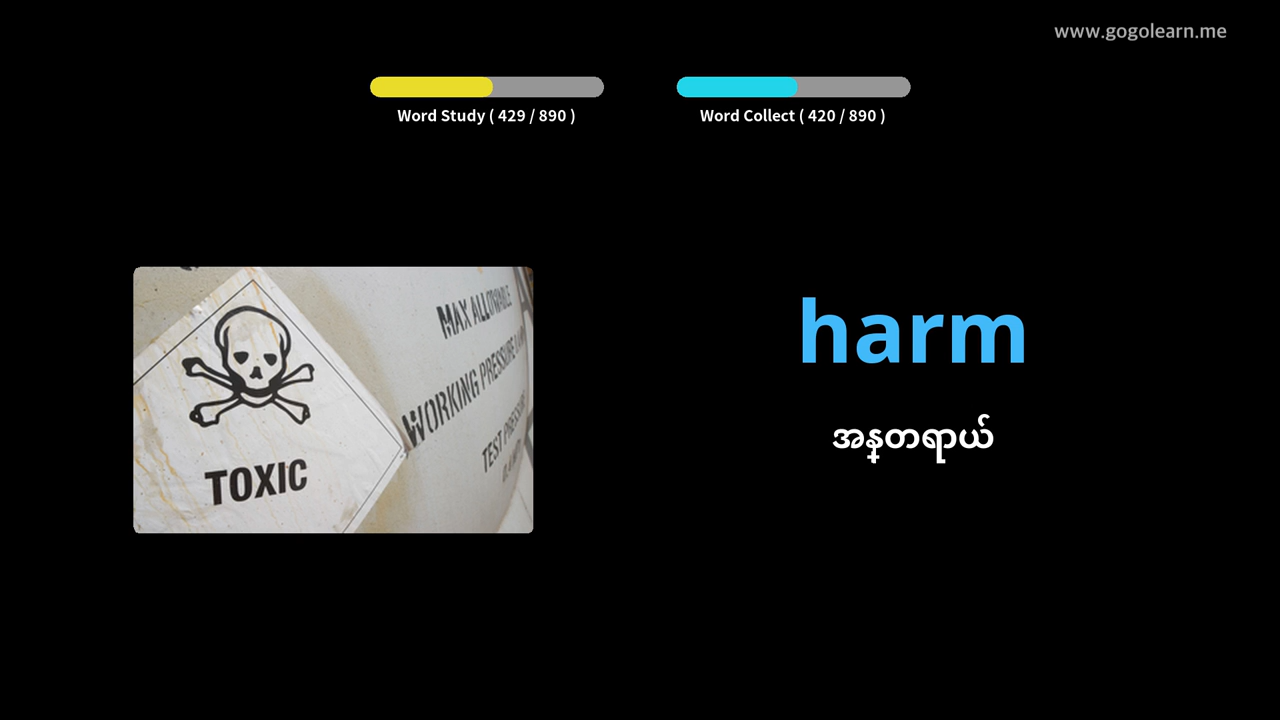 www.gogolearn.me
Word Study ( 429 / 890 )
Word Collect ( 420 / 890 )
MAX ALLOWABLE
WORKING PRESSURE
TEST PRESSURE
TOXIC
harm
အန္တရာယ်